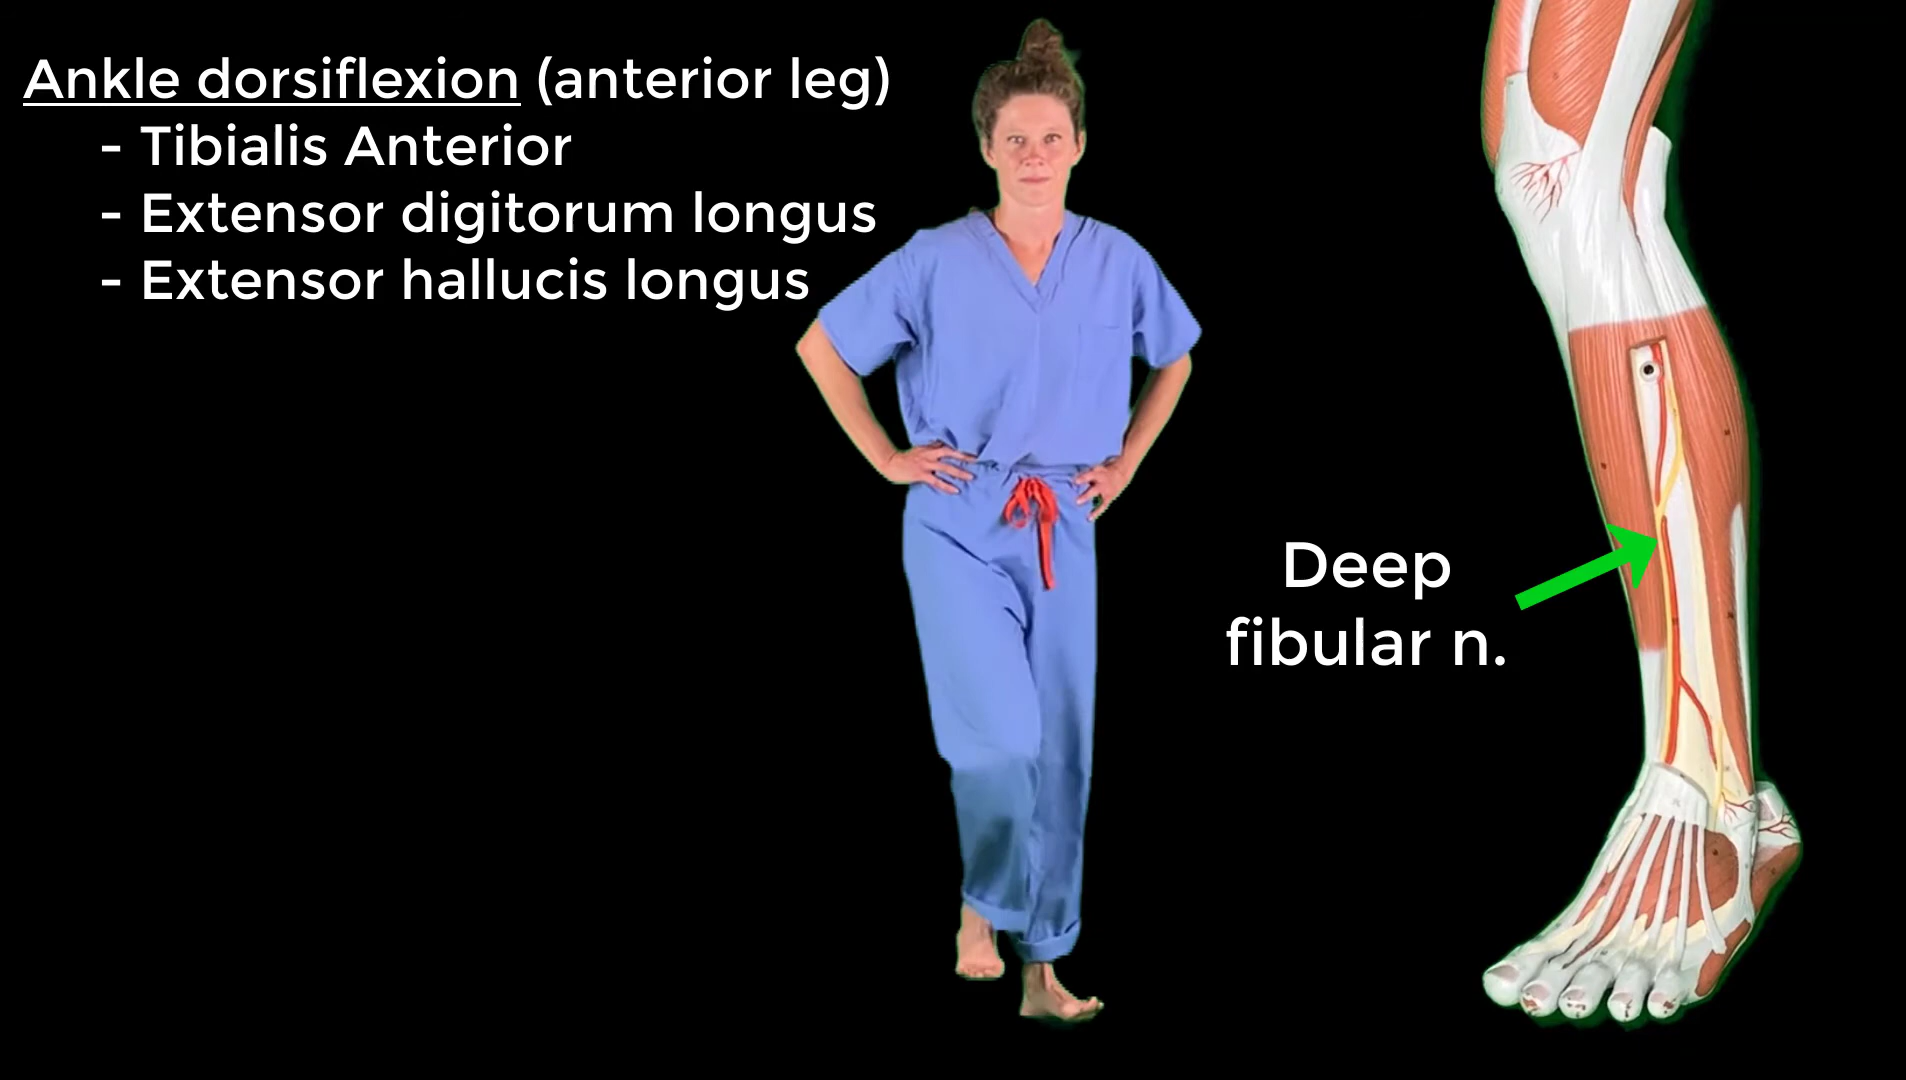 Ankle dorsiflexion (anterior leg)
- Tibialis Anterior
- Extensor digitorum longus
- Extensor hallucis longus
Deep
fibular n.